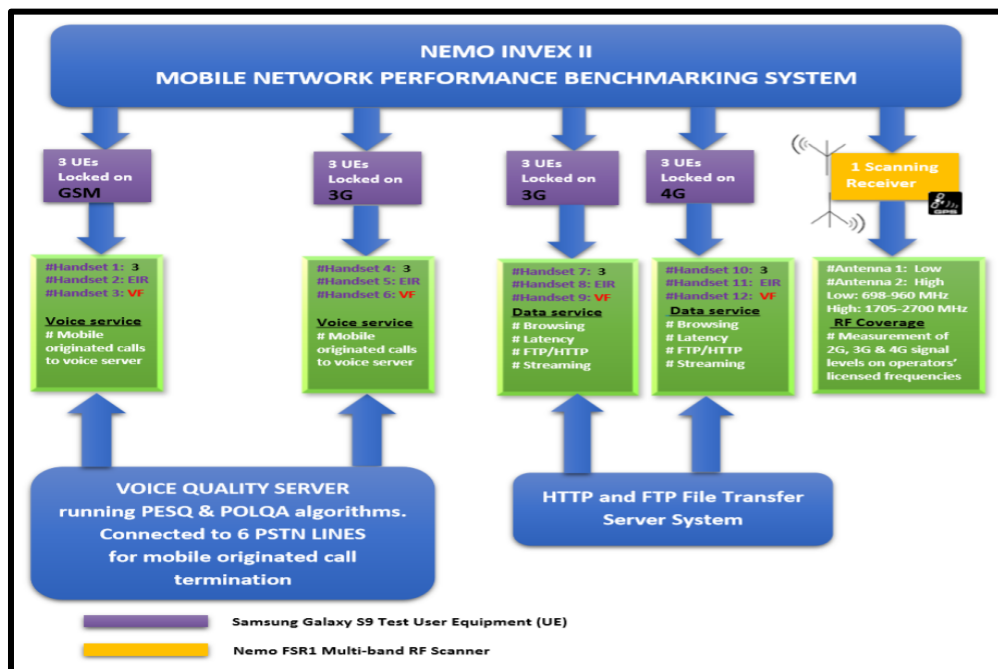 NEMO INVEX II
MOBILE NETWORK PERFORMANCE BENCHMARKING SYSTEM
3 UEs
Locked on
GSM
3 UEs
Locked on
3G
3 UEs
Locked on
3G
3 UEs
Locked on
4G
1 Scanning
Receiver
GPS
#Handset 1: 3
#Handset 2: EIR
#Handset 3: VF
Voice service
# Mobile
originated calls
to voice server
#Handset 4: 3
#Handset 5: EIR
#Handset 6: VF
Voice service
# Mobile
originated calls
to voice server
#Handset 7: 3
#Handset 8: EIR
#Handset 9: VF
Data service
# Browsing
# Latency
# FTP/HTTP
# Streaming
#Handset 10: 3
#Handset 11: EIR
#Handset 12: VF
Data service
# Browsing
# Latency
# FTP/HTTP
# Streaming
#Antenna 1: Low
#Antenna 2: High
Low: 698-960 MHz
High: 1705-2700 MHz
RF Coverage
# Measurement of
2G, 3G & 4G signal
levels on operators'
licensed frequencies
VOICE QUALITY SERVER
running PESQ & POLQA algorithms.
Connected to 6 PSTN LINES
for mobile originated call
termination
HTTP and FTP File Transfer
Server System
Samsung Galaxy S9 Test User Equipment (UE)
Nemo FSR1 Multi-band RF Scanner